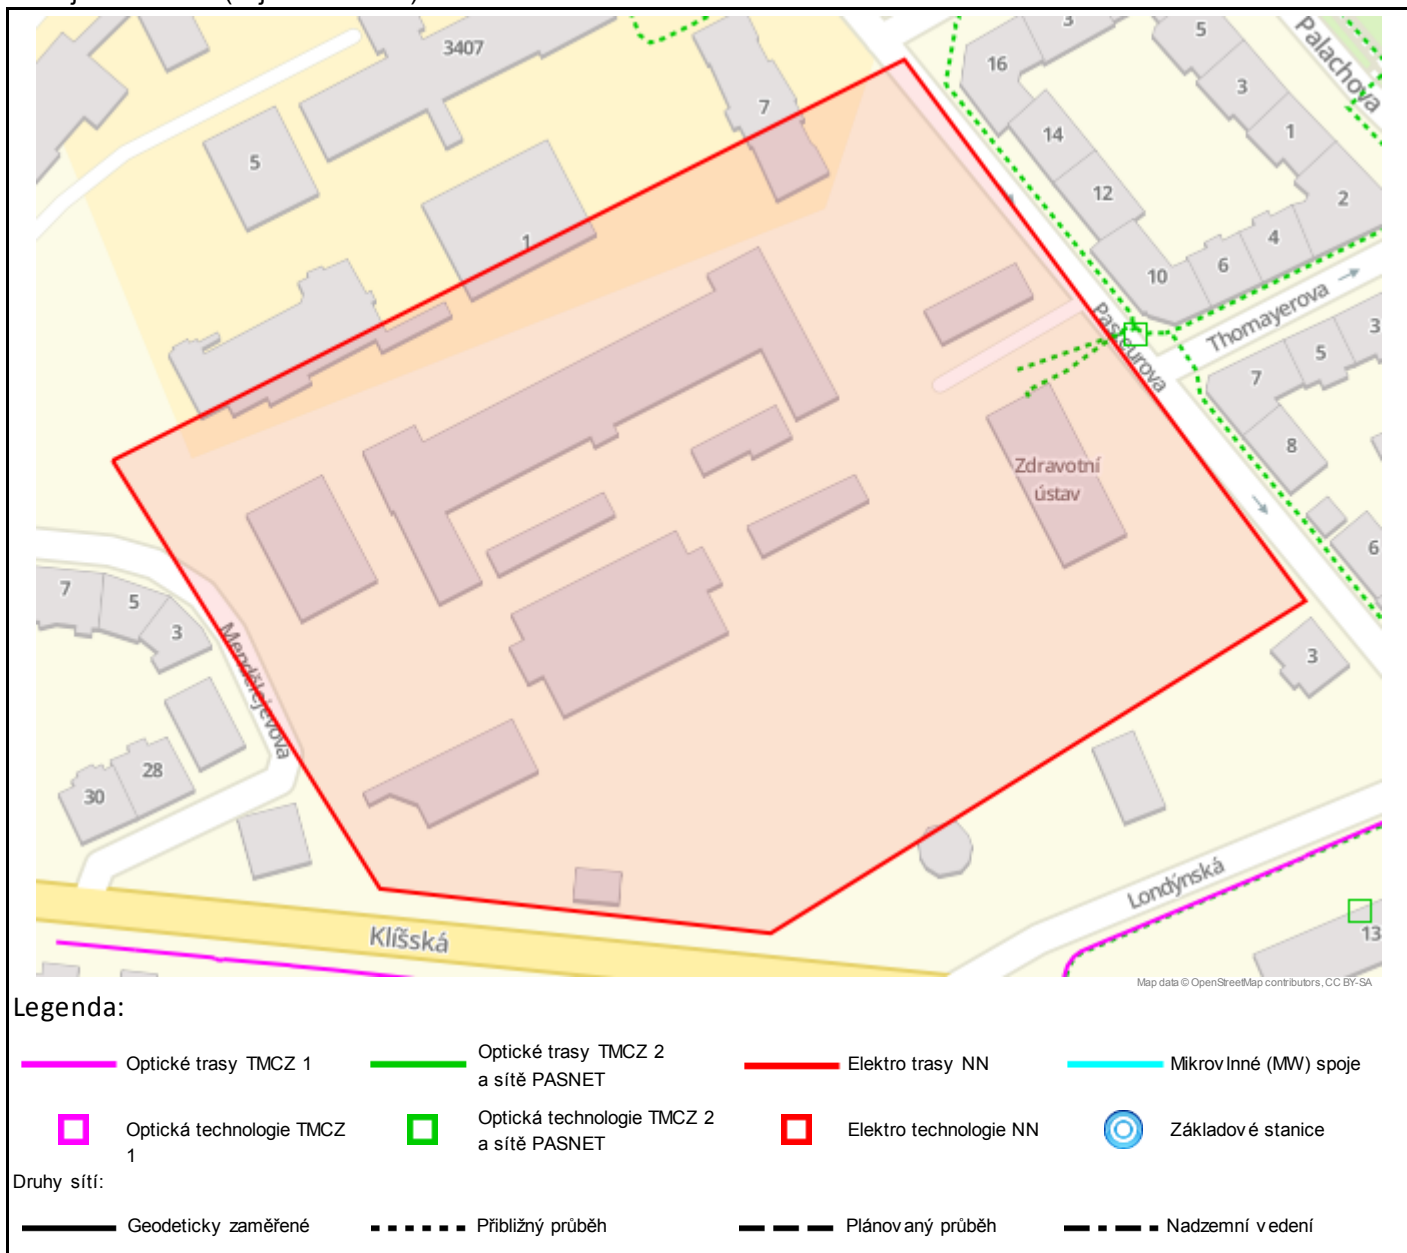 3407
3
5
16
Palachova
3
7
14
1
5
12
2
1
4
6
10
Pasteurova
Thomayerova
3
5
7
8
Zdravotní
ústav
6
7
5
3
Mendělejevova
3
28
30
Londýnská
Klíšská
13
Map data © OpenStreetMap contributors, CC BY-SA
Legenda:
Optické trasy TMCZ 1
Optické trasy TMCZ 2
a sítě PASNET
Elektro trasy NN
Mikrovlnné (MW) spoje
Optická technologie TMCZ
1
Optická technologie TMCZ 2
a sítě PASNET
Elektro technologie NN
Základové stanice
Druhy sítí:
Geodeticky zaměřené
Přibližný průběh
Plánovaný průběh
Nadzemní vedení